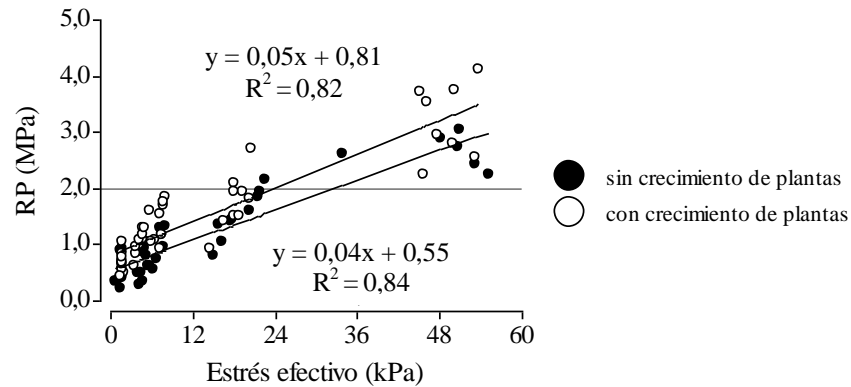 5,0
4,0
3,0
2,0
1,0
0,0
RP (MPa)
y = 0,05x + 0,81
R² = 0,82
y = 0,04x + 0,55
R² = 0,84
0 12 24 36 48 60
Estrés efectivo (kPa)
sin crecimiento de plantas
con crecimiento de plantas